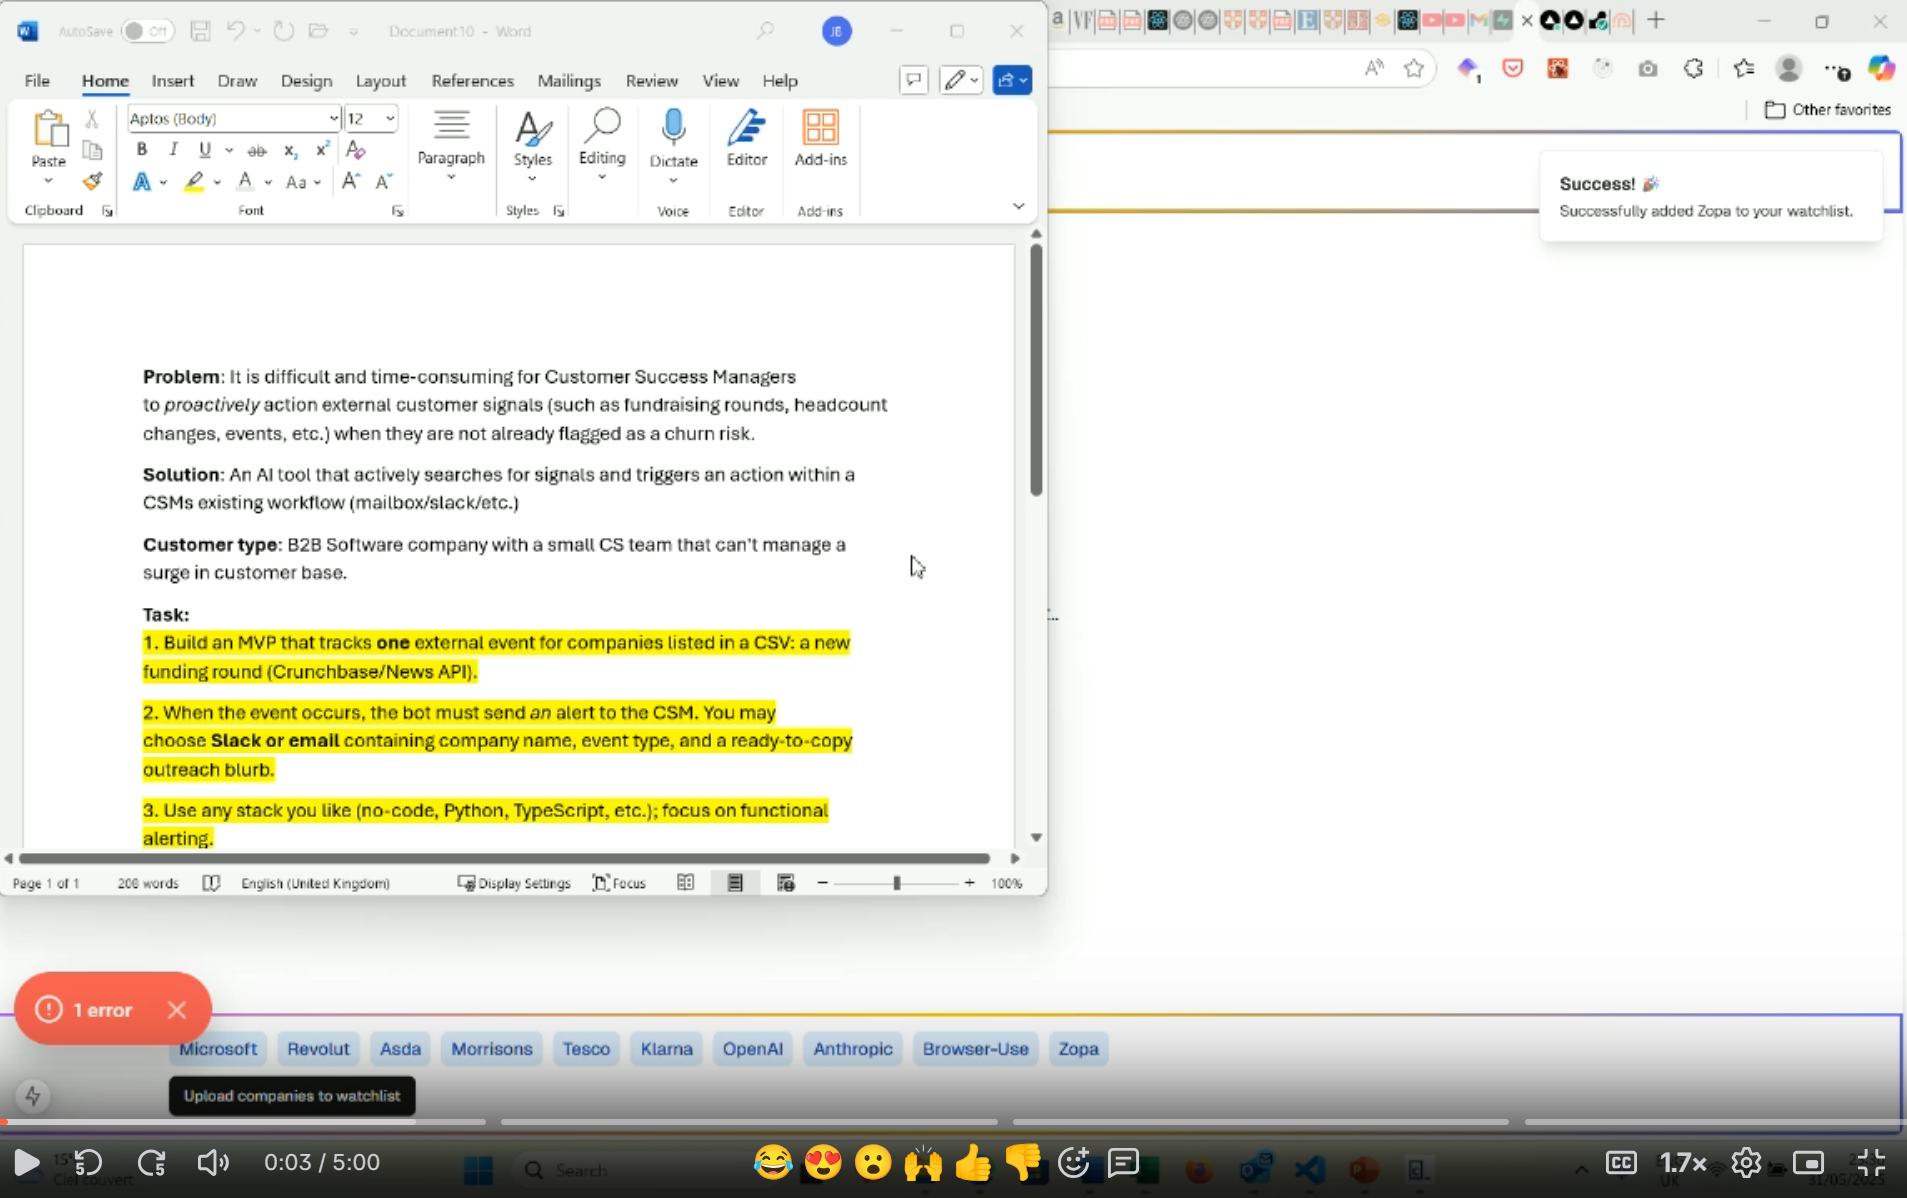 AutoSave Off Document10 - Word JB
File Home Insert Draw Design Layout References Mailings Review View Help
Other favorites
Aptos (Body) 12
Paste Paragraph Styles Editing Dictate Editor Add-ins
Clipboard Font Styles Voice Editor Add-ins
Success! 🎉
Successfully added Zopa to your watchlist.
Problem: It is difficult and time-consuming for Customer Success Managers
to proactively action external customer signals (such as fundraising rounds, headcount
changes, events, etc.) when they are not already flagged as a churn risk.
Solution: An AI tool that actively searches for signals and triggers an action within a
CSMs existing workflow (mailbox/slack/etc.)
Customer type: B2B Software company with a small CS team that can't manage a
surge in customer base.
Task:
1. Build an MVP that tracks one external event for companies listed in a CSV: a new
funding round (Crunchbase/News API).
2. When the event occurs, the bot must send an alert to the CSM. You may
choose Slack or email containing company name, event type, and a ready-to-copy
outreach blurb.
3. Use any stack you like (no-code, Python, TypeScript, etc.); focus on functional
alerting.
Page 1 of 1 206 words English (United Kingdom) Display Settings Focus 100%
1 error
Microsoft Revolut Asda Morrisons Tesco Klarna OpenAI Anthropic Browser-Use Zopa
Upload companies to watchlist
0:03 / 5:00 CC 1.7×
Search
Ciel couvert UK 31/05/2025